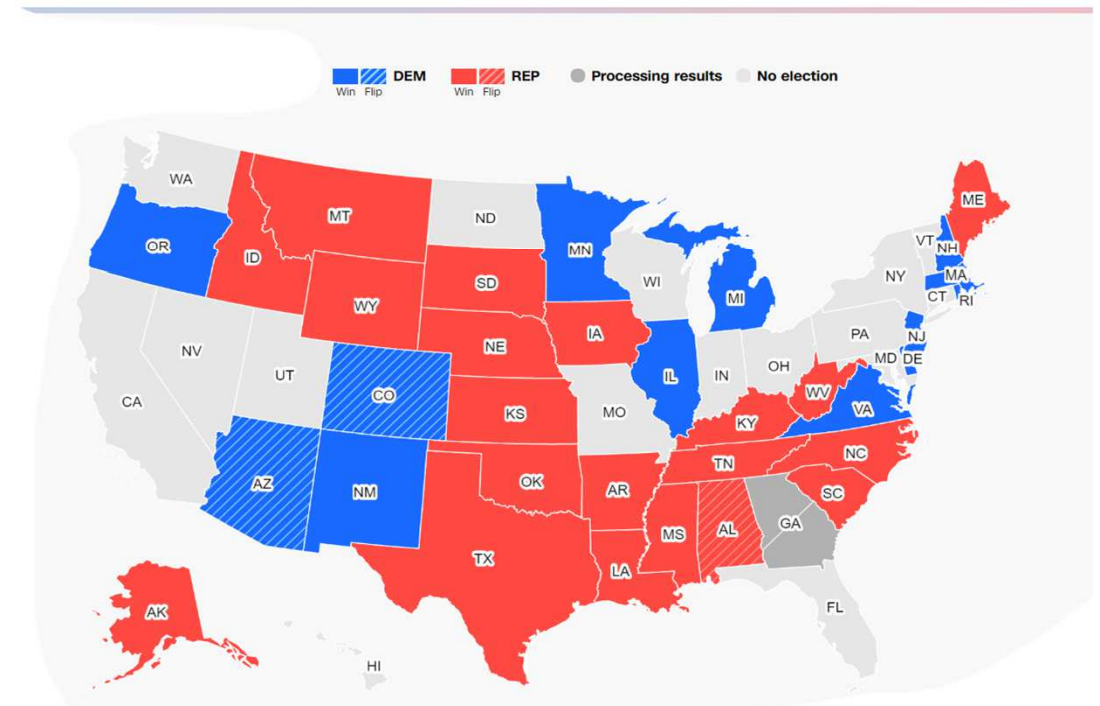 DEM REP Processing results No election
Win Flip Win Flip
WA
ME
MT
ND
VT
OR
MN
NH
ID
MA
NY
SD
WI
CT
RI
WY
MI
IA
PA
NJ
NE
MD
DE
NV
OH
IL
IN
UT
CO
WV
VA
CA
KS
MO
KY
NC
TN
AZ
OK
NM
AR
SC
GA
MS
AL
TX
LA
FL
AK
HI